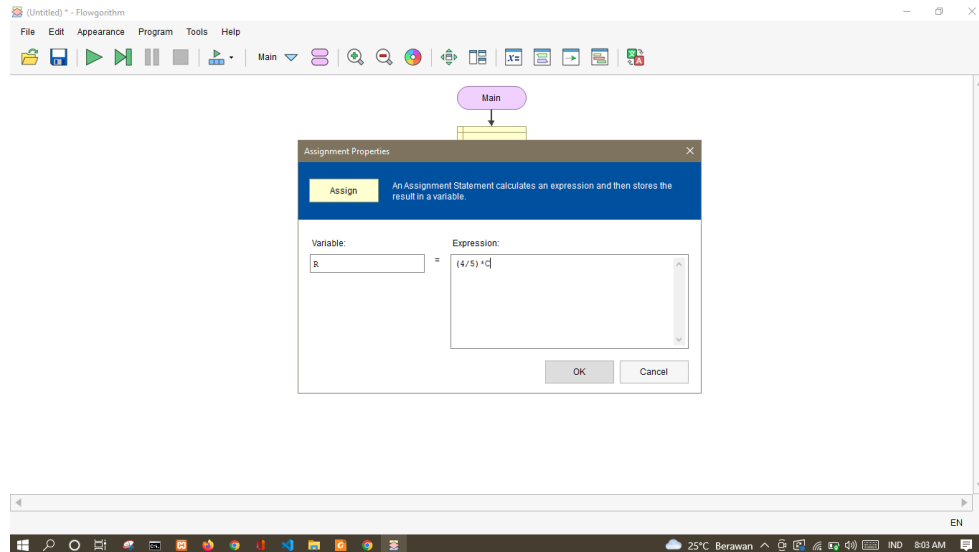 (Untitled) * - Flowgorithm
File Edit Appearance Program Tools Help
Main
x=
Main
Assignment Properties
Assign
An Assignment Statement calculates an expression and then stores the
result in a variable.
Variable:
Expression:
R
=
(4/5)*C
OK
Cancel
EN
25°C Berawan
IND
8:03 AM